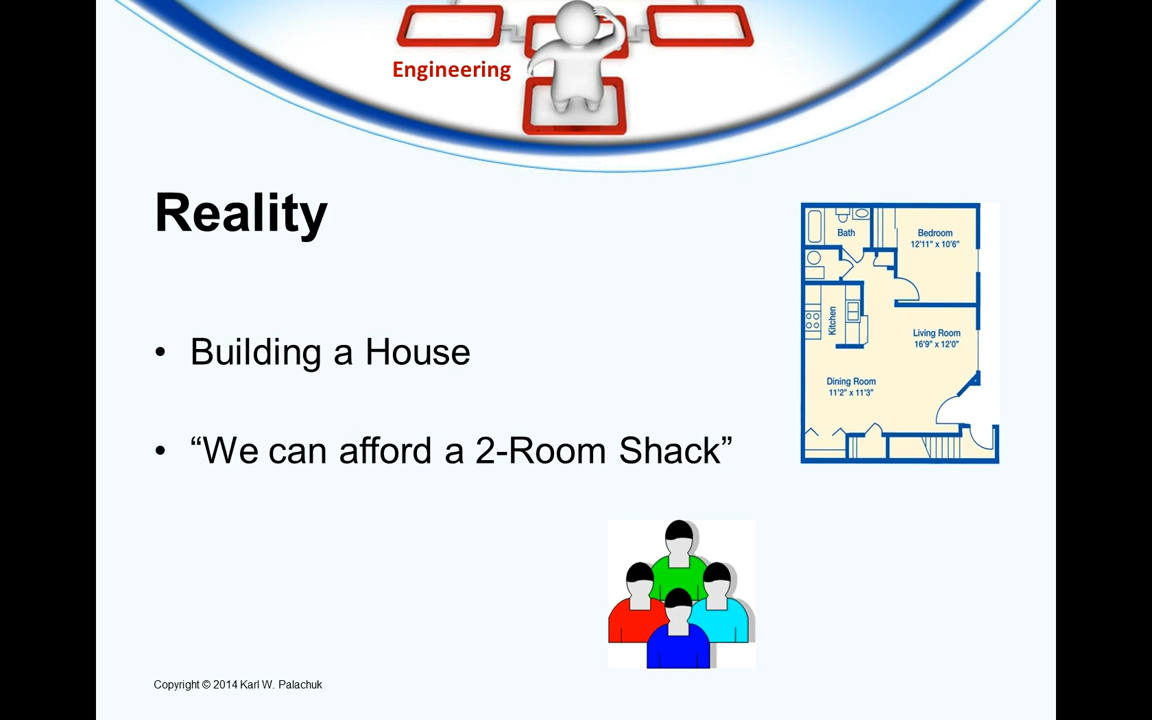 Engineering
Reality
Bath
Bedroom
12'11" x 10'6"
Kitchen
Living Room
16'9" x 12'0"
Dining Room
11'2" x 11'3"
• Building a House
• “We can afford a 2-Room Shack”
Copyright © 2014 Karl W. Palachuk